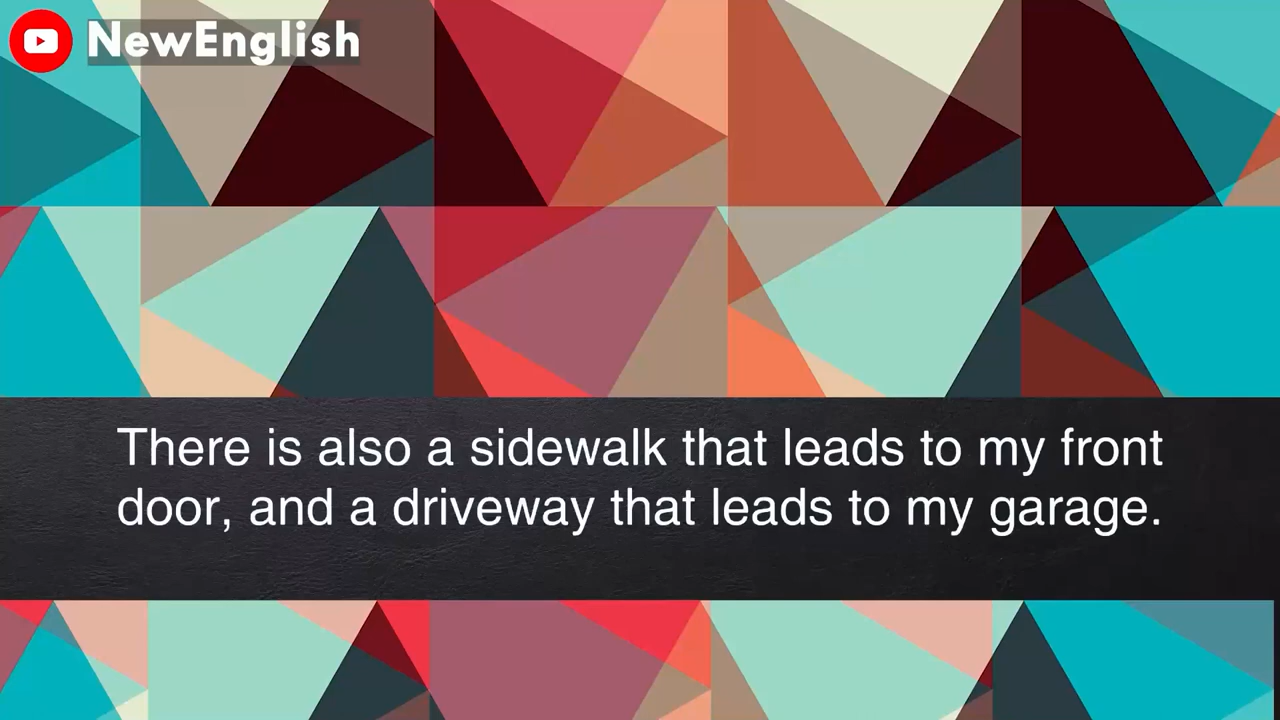 NewEnglish
There is also a sidewalk that leads to my front
door, and a driveway that leads to my garage.